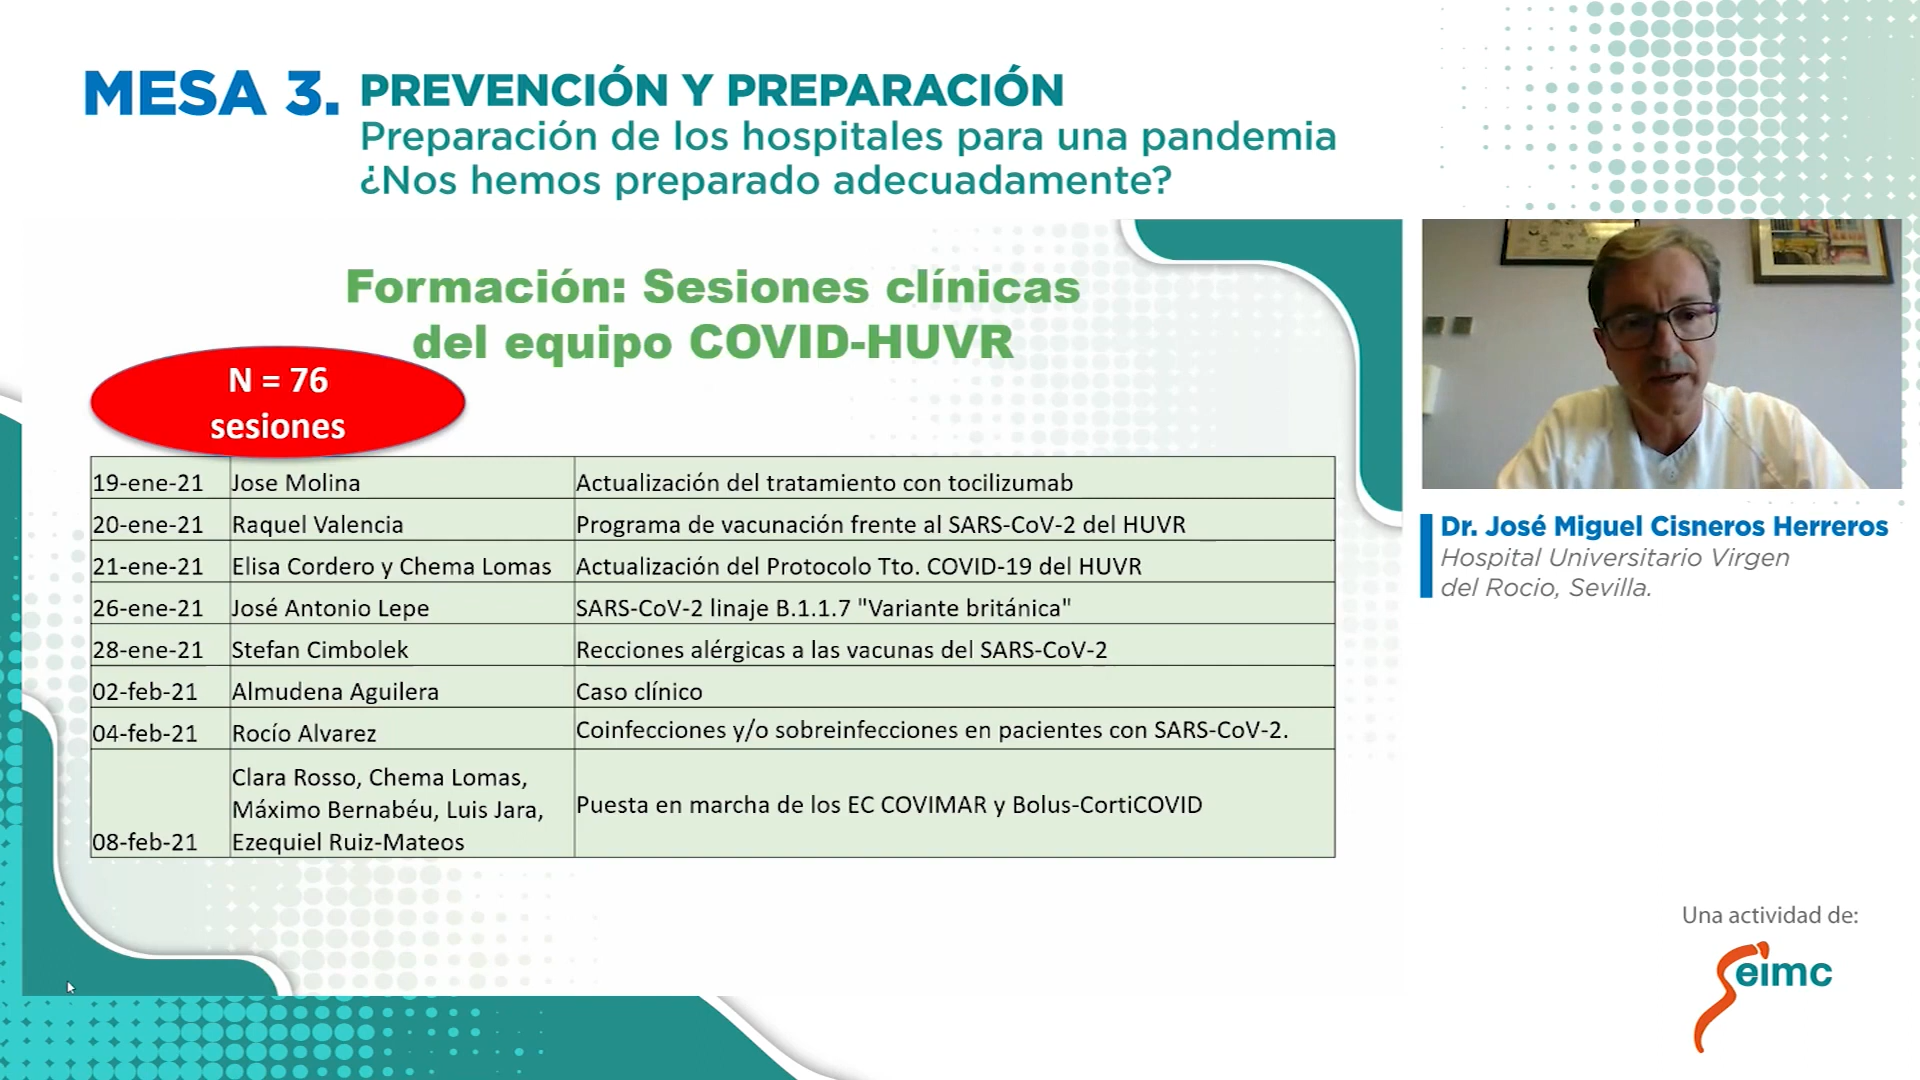 MESA 3. PREVENCIÓN Y PREPARACIÓN
Preparación de los hospitales para una pandemia
¿Nos hemos preparado adecuadamente?
Formación: Sesiones clínicas
del equipo COVID-HUVR
N = 76
sesiones
19-ene-21 Jose Molina Actualización del tratamiento con tocilizumab
20-ene-21 Raquel Valencia Programa de vacunación frente al SARS-CoV-2 del HUVR
21-ene-21 Elisa Cordero y Chema Lomas Actualización del Protocolo Tto. COVID-19 del HUVR
26-ene-21 José Antonio Lepe SARS-CoV-2 linaje B.1.1.7 "Variante británica"
28-ene-21 Stefan Cimbolek Recciones alérgicas a las vacunas del SARS-CoV-2
02-feb-21 Almudena Aguilera Caso clínico
04-feb-21 Rocío Alvarez Coinfecciones y/o sobreinfecciones en pacientes con SARS-CoV-2.
Clara Rosso, Chema Lomas,
Máximo Bernabéu, Luis Jara, Puesta en marcha de los EC COVIMAR y Bolus-CortiCOVID
08-feb-21 Ezequiel Ruiz-Mateos
Dr. José Miguel Cisneros Herreros
Hospital Universitario Virgen
del Rocio, Sevilla.
Una actividad de:
Seimc